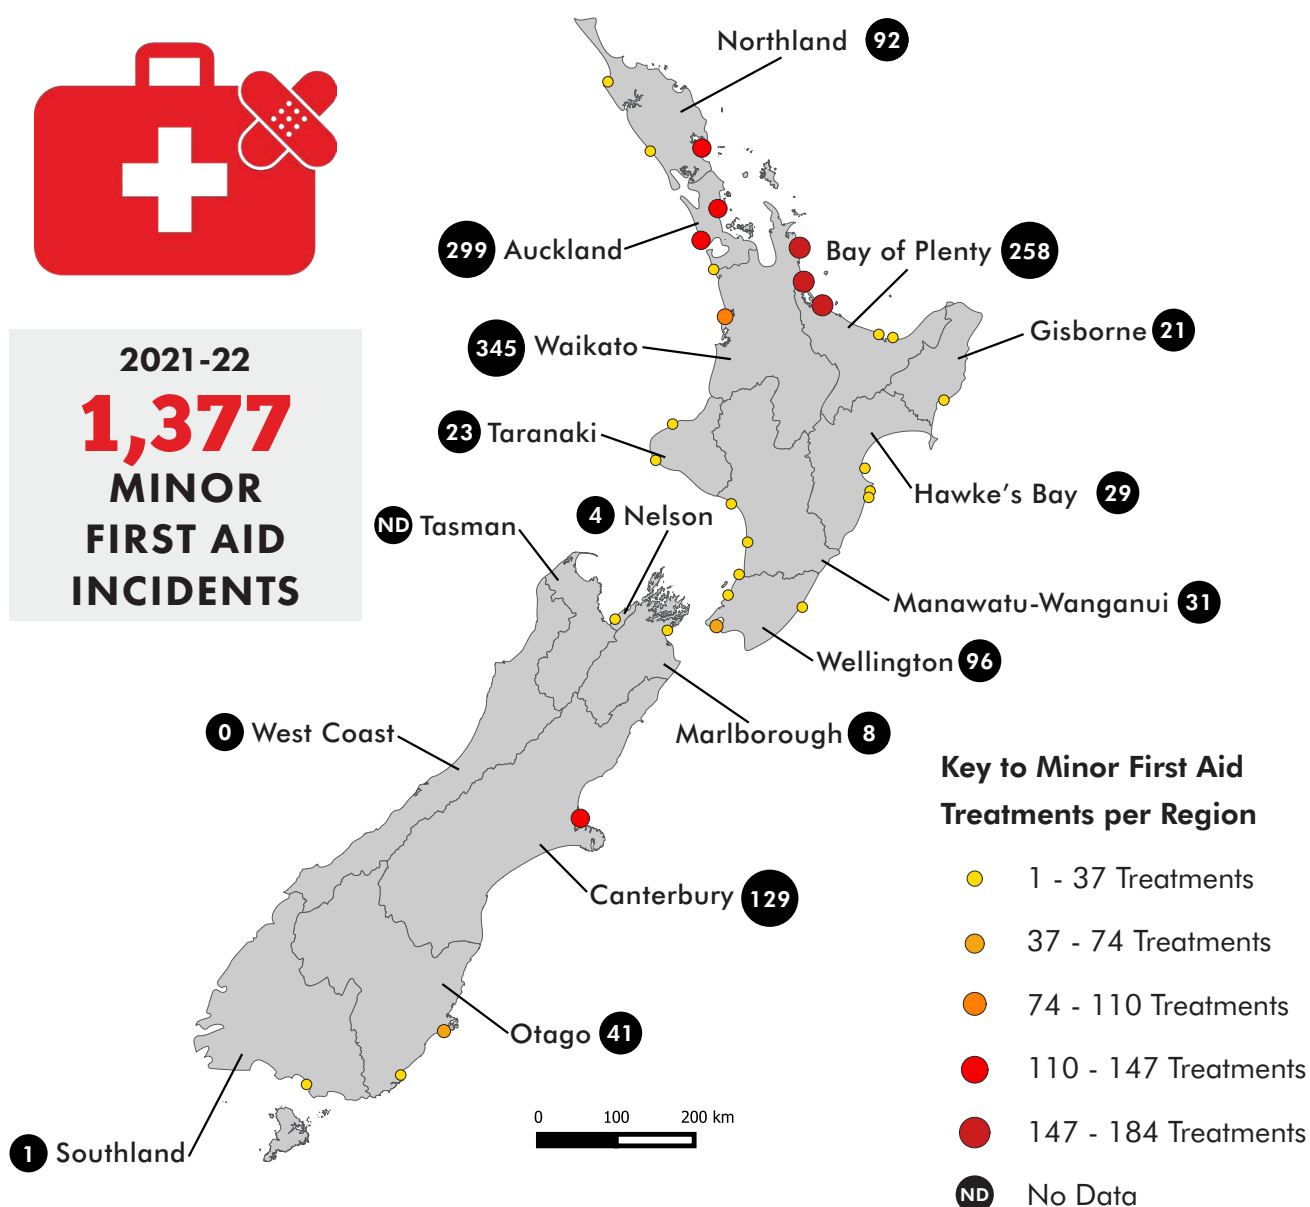 Northland 92
299 Auckland
Bay of Plenty 258
345 Waikato
Gisborne 21
2021-22
1,377
MINOR
FIRST AID
INCIDENTS
23 Taranaki
Hawke's Bay 29
ND Tasman
4 Nelson
Manawatu-Wanganui 31
Wellington 96
0 West Coast
Marlborough 8
Canterbury 129
Otago 41
1 Southland
0 100 200 km
Key to Minor First Aid
Treatments per Region
1 - 37 Treatments
37 - 74 Treatments
74 - 110 Treatments
110 - 147 Treatments
147 - 184 Treatments
ND No Data